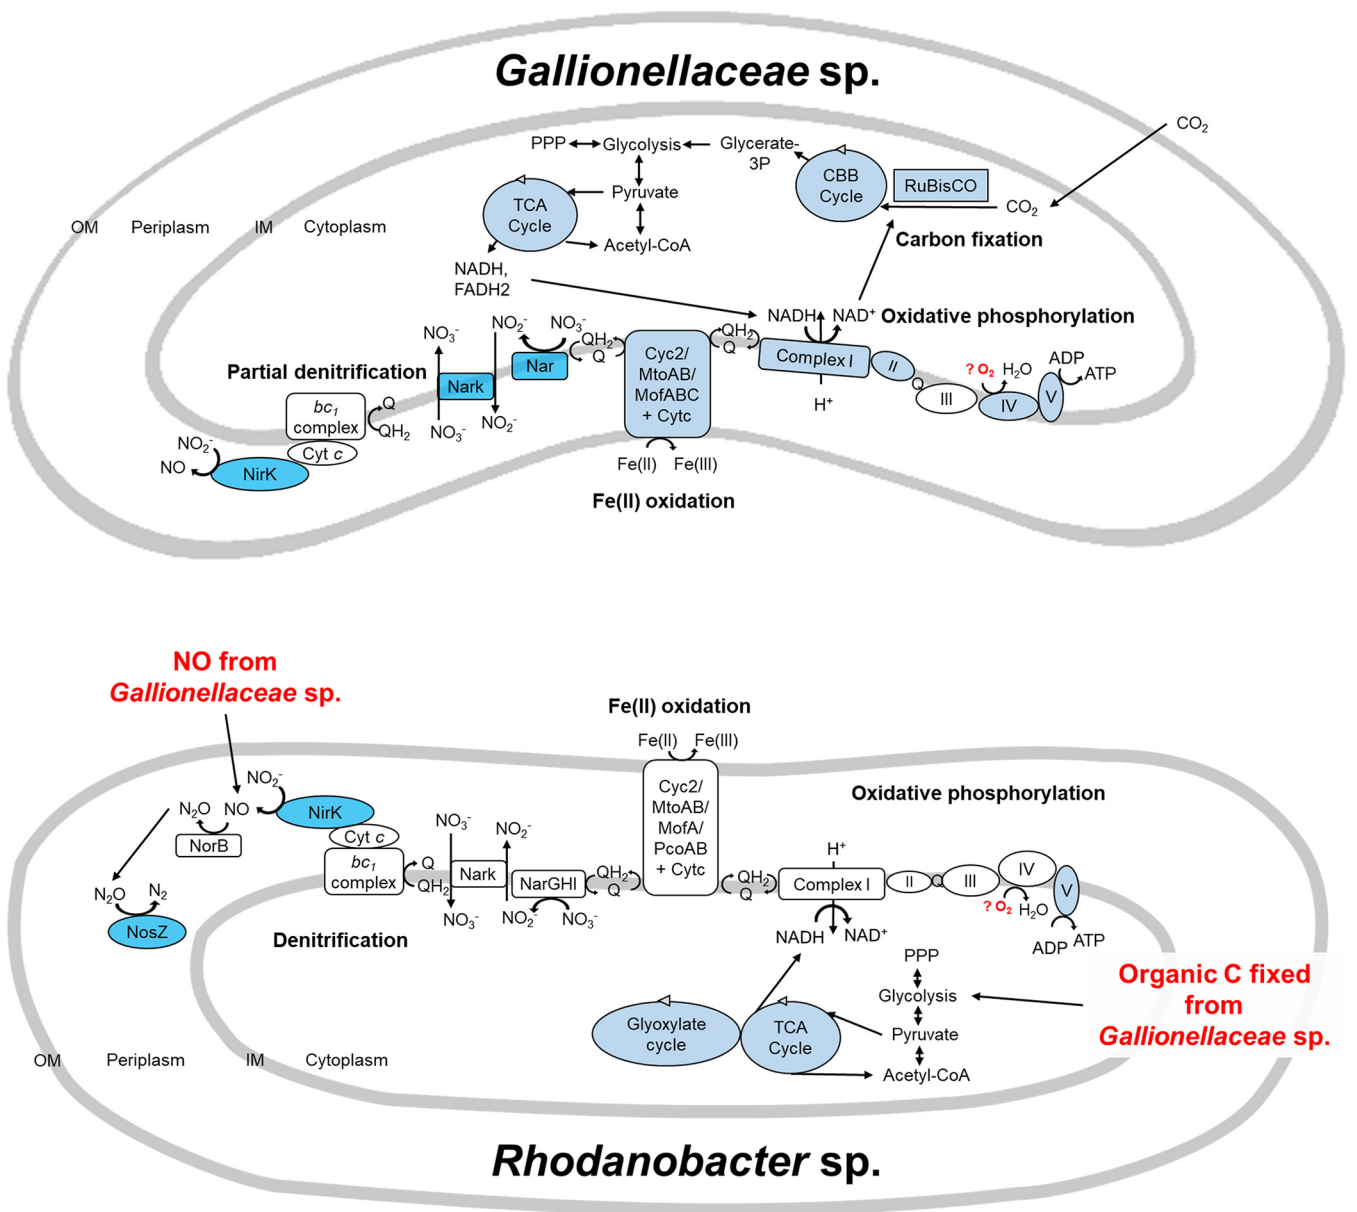 Gallionellaceae sp.
CO2
PPP
Glycolysis
Glycerate-
3P
CBB
Cycle
RuBisCO
TCA
Cycle
Pyruvate
CO2
OM
Periplasm
IM
Cytoplasm
Acetyl-CoA
Carbon fixation
NADH,
FADH2
NO3-
NO2-
NO3-
QH2
Q
QH2
Q
NADH
NAD+
Oxidative phosphorylation
Nar
Cyc2/
MtoAB/
MofABC
+ Cytc
Complex I
II
Q
III
? O2
H2O
IV
V
ADP
ATP
Partial denitrification
Nark
bc1
complex
Q
QH2
NO3-
NO2-
H+
NO2-
NO
Cyt c
NirK
Fe(II)
Fe(III)
Fe(II) oxidation
NO from
Gallionellaceae sp.
Fe(II) oxidation
Fe(II)
Fe(III)
NO2-
N2O
NO
NirK
NorB
Cyt c
bc1
complex
Q
QH2
NO3-
NO2-
Nark
NarGHI
NO3-
NO2-
NO3-
QH2
Q
Cyc2/
MtoAB/
MofA/
PcoAB
+ Cytc
QH2
Q
Oxidative phosphorylation
H+
Complex I
II
Q
III
IV
V
? O2
H2O
ADP
ATP
N2O
N2
NosZ
Denitrification
NADH
NAD+
PPP
Glycolysis
Pyruvate
Acetyl-CoA
Glyoxylate
cycle
TCA
Cycle
Organic C fixed
from
Gallionellaceae sp.
OM
Periplasm
IM
Cytoplasm
Rhodanobacter sp.